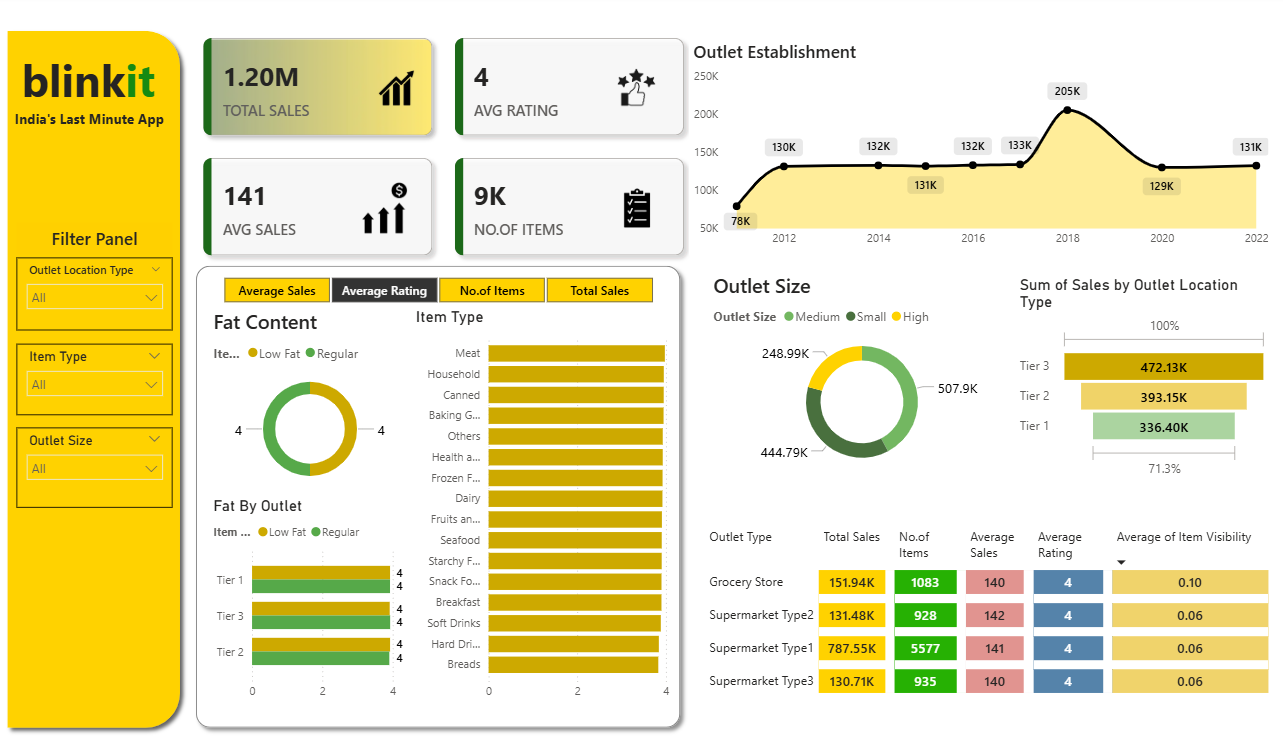 blinkit
India's Last Minute App
Filter Panel
Outlet Location Type
All
Item Type
All
Outlet Size
All
1.20M
TOTAL SALES
4
AVG RATING
141
AVG SALES
9K
NO.OF ITEMS
Outlet Establishment
250K
200K
150K
100K
50K
78K
130K
132K
131K
132K
133K
205K
129K
131K
2012
2014
2016
2018
2020
2022
Average Sales
Average Rating
No.of Items
Total Sales
Fat Content
Ite... Low Fat Regular
4
4
Fat By Outlet
Item ... Low Fat Regular
Tier 1
4
4
Tier 3
4
4
Tier 2
4
4
0 2 4
Item Type
Meat
Household
Canned
Baking G...
Others
Health a...
Frozen F...
Dairy
Fruits an...
Seafood
Starchy F...
Snack Fo...
Breakfast
Soft Drinks
Hard Dri...
Breads
0 2 4
Outlet Size
Outlet Size Medium Small High
248.99K
507.9K
444.79K
Sum of Sales by Outlet Location
Type
100%
Tier 3 472.13K
Tier 2 393.15K
Tier 1 336.40K
71.3%
Outlet Type Total Sales No.of Items Average Sales Average Rating Average of Item Visibility
Grocery Store 151.94K 1083 140 4 0.10
Supermarket Type2 131.48K 928 142 4 0.06
Supermarket Type1 787.55K 5577 141 4 0.06
Supermarket Type3 130.71K 935 140 4 0.06